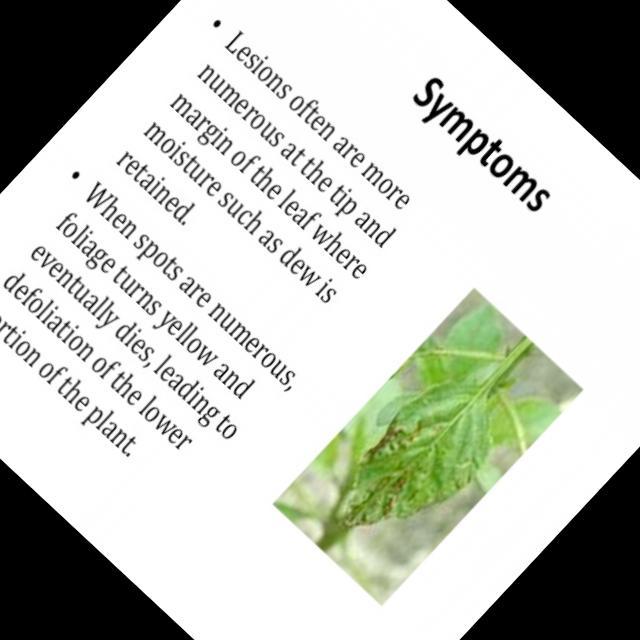 Symptoms
• Lesions often are more
numerous at the tip and
margin of the leaf where
moisture such as dew is
retained.
• When spots are numerous,
foliage turns yellow and
eventually dies, leading to
defoliation of the lower
of the plant.